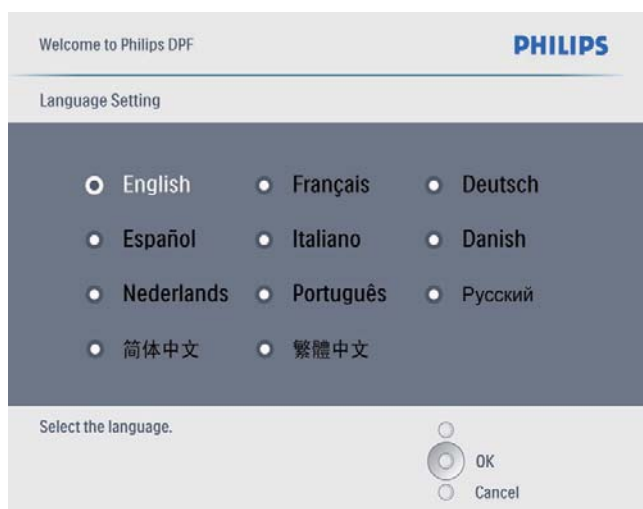 Welcome to Philips DPF PHILIPS
Language Setting
English Français Deutsch
Español Italiano Danish
Nederlands Português Русский
简体中文 繁體中文
Select the language.
OK
Cancel